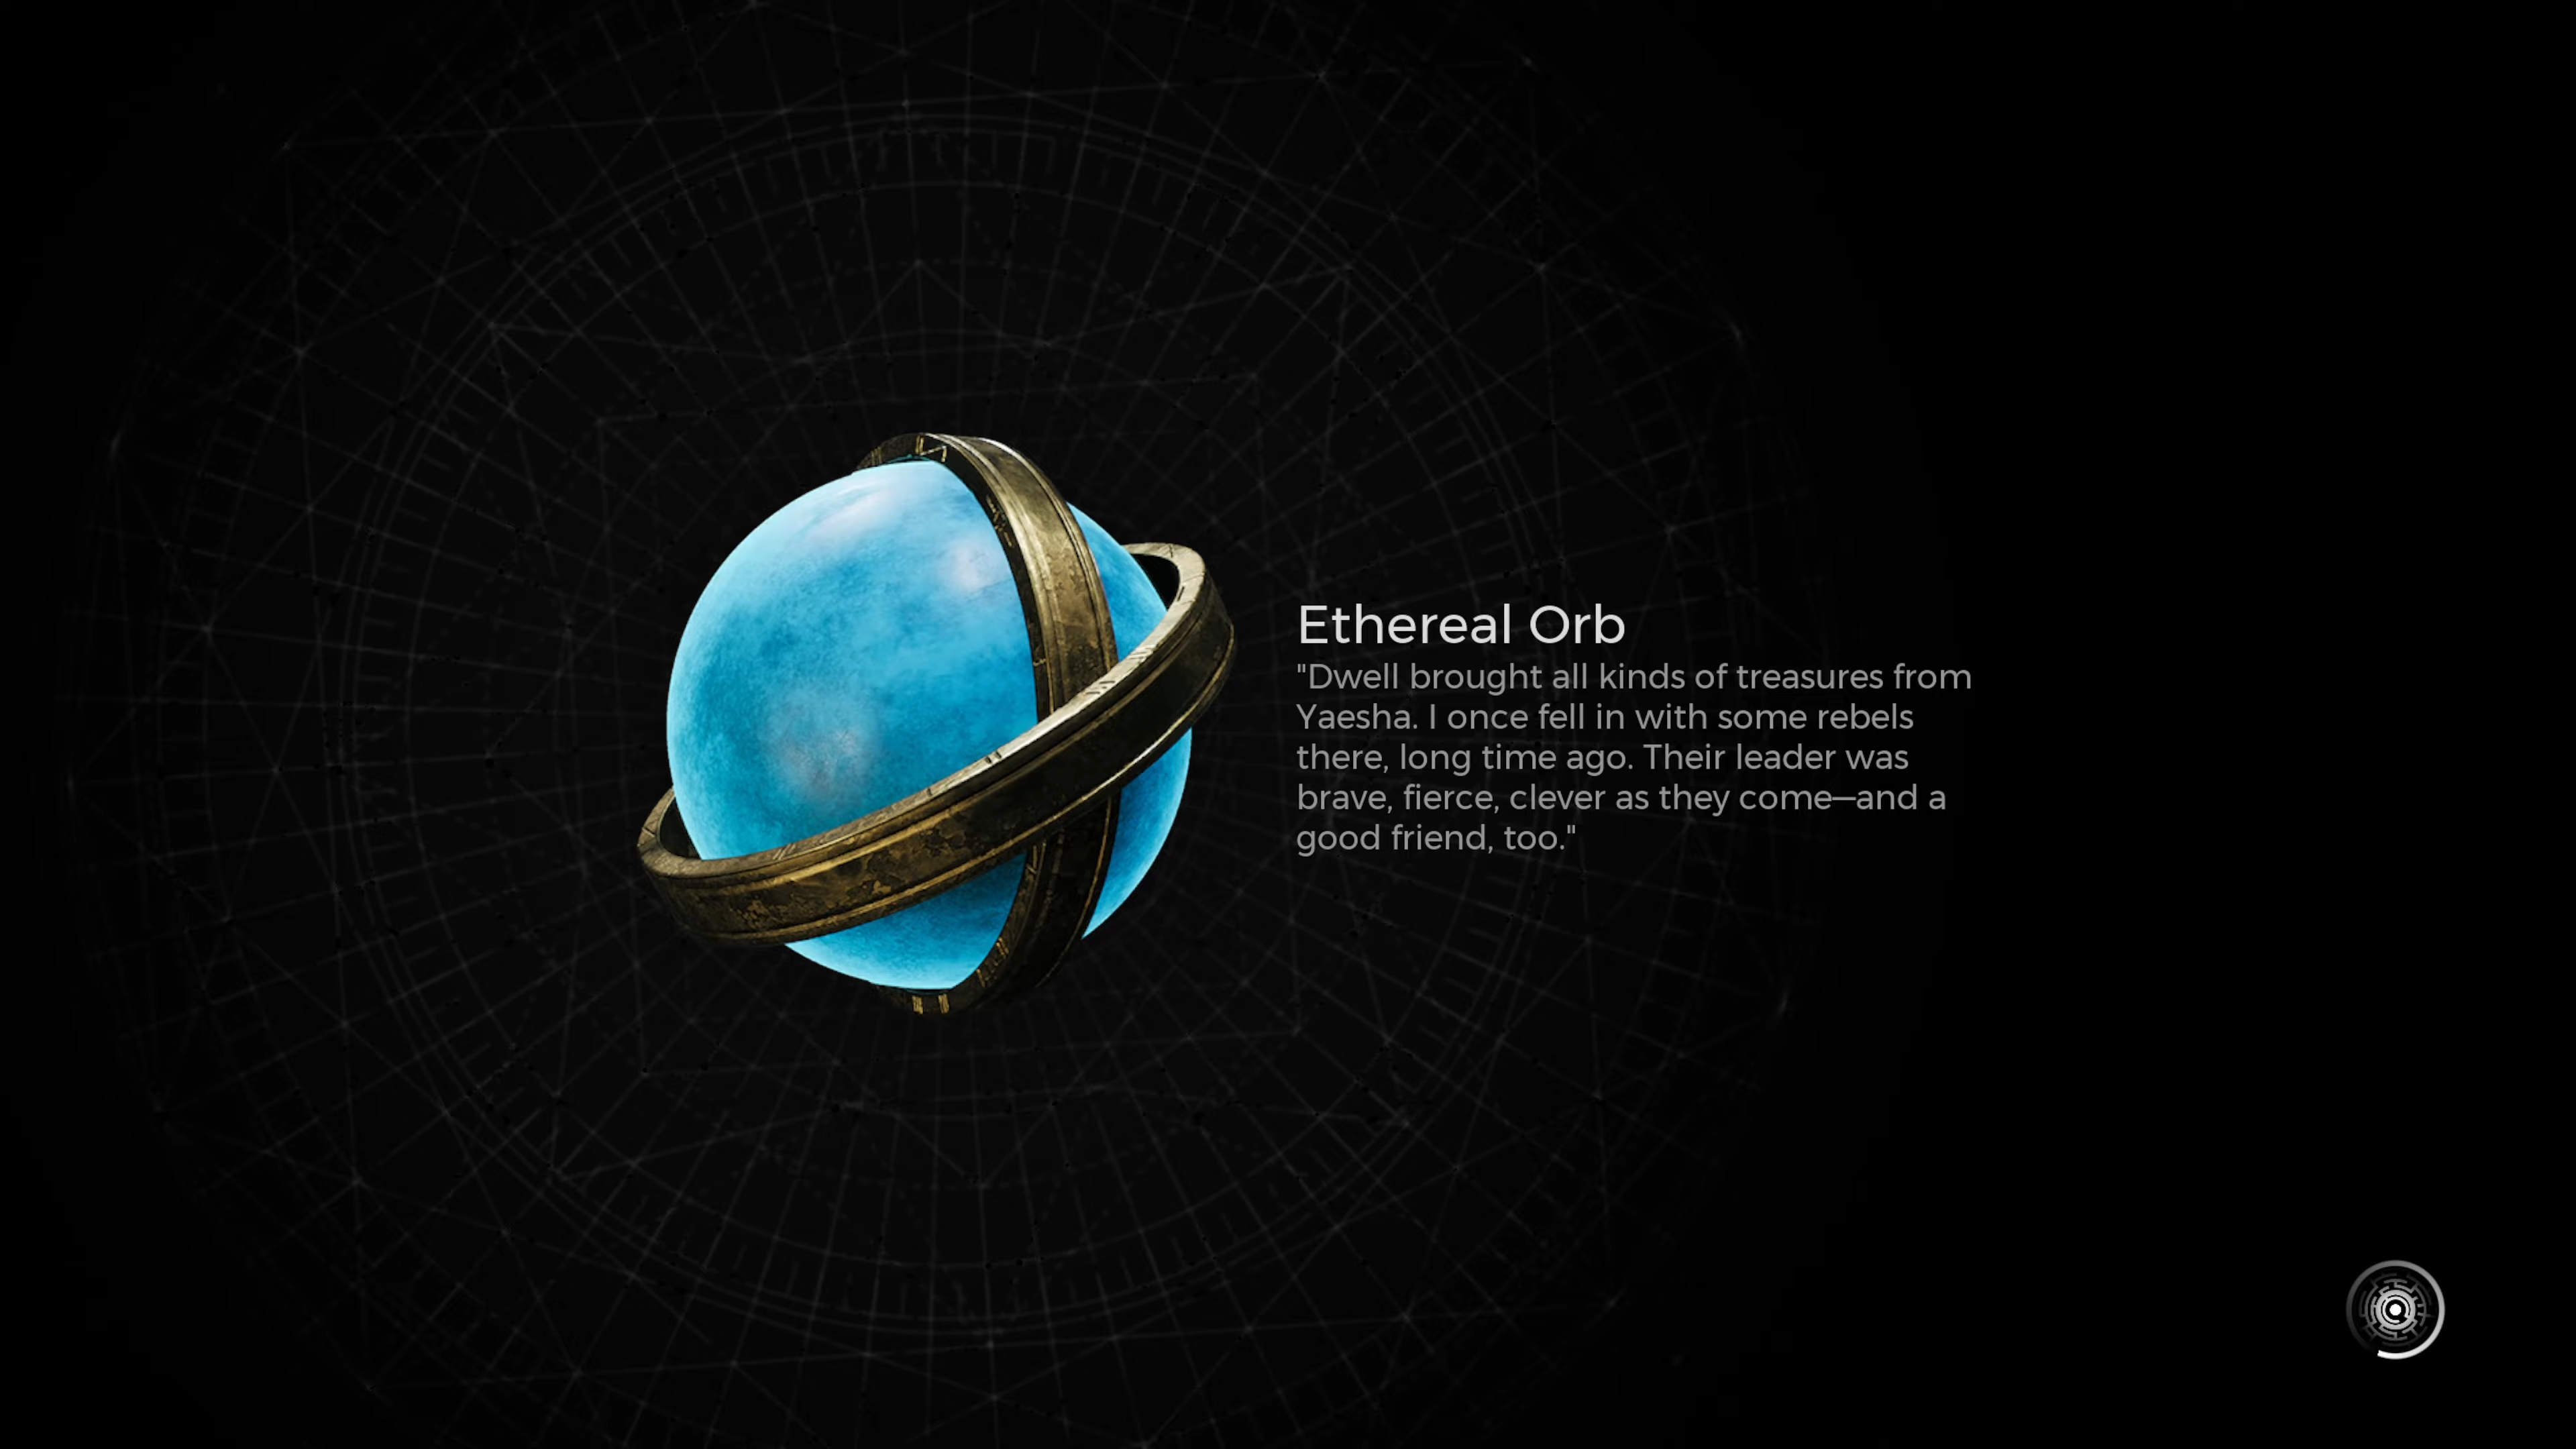 Ethereal Orb
"Dwell brought all kinds of treasures from
Yaesha. I once fell in with some rebels
there, long time ago. Their leader was
brave, fierce, clever as they come—and a
good friend, too."